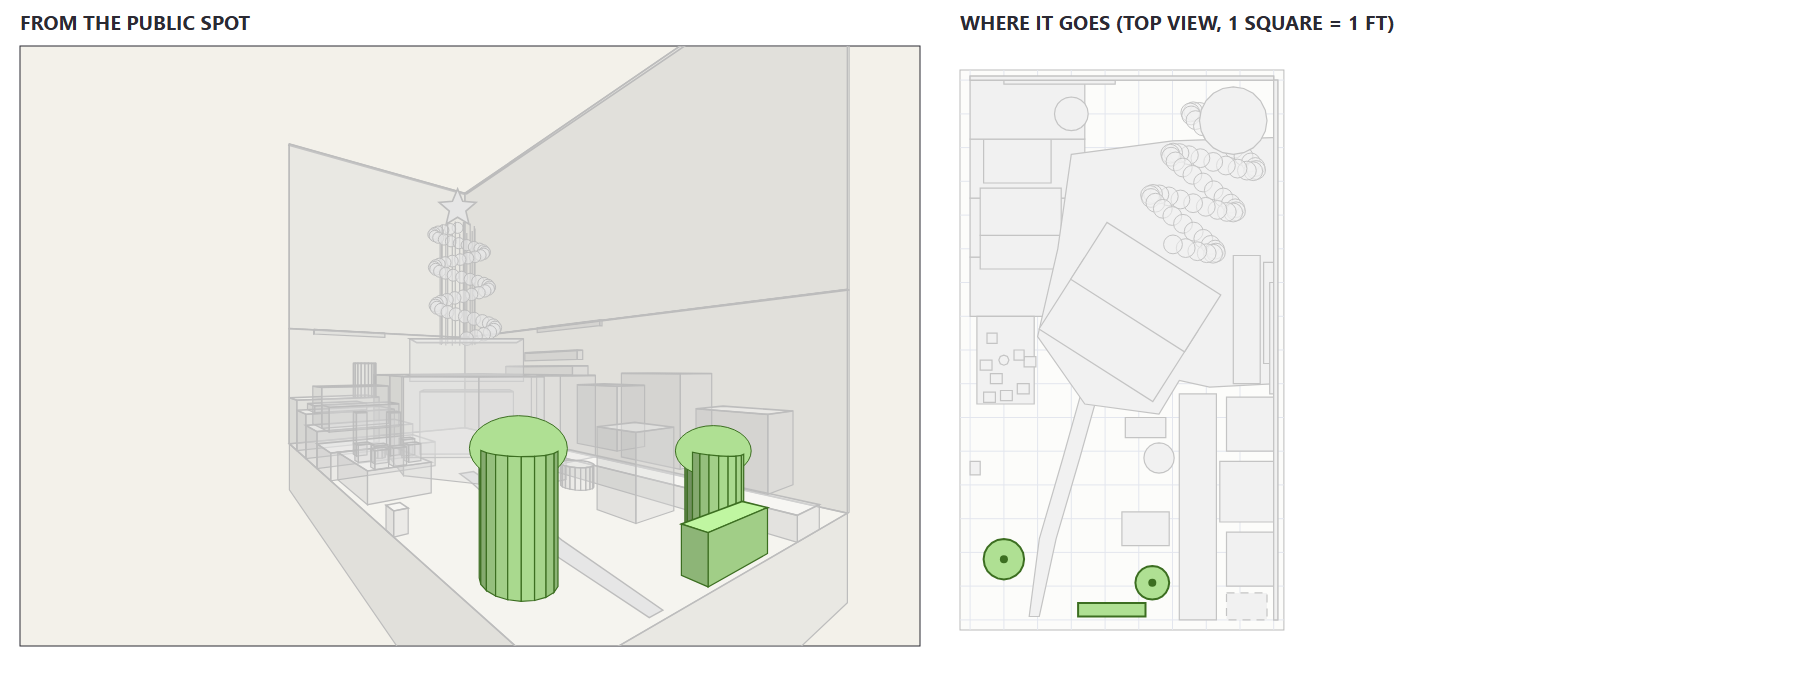 FROM THE PUBLIC SPOT
WHERE IT GOES (TOP VIEW, 1 SQUARE = 1 FT)